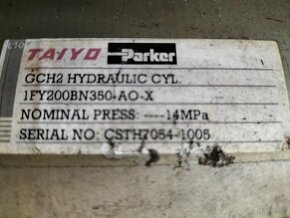 TAIYO Parker
GCH2 HYDRAULIC CYL.
1FY200BN350-AO-X
NOMINAL PRESS ----14MPa
SERIAL NO: CSTH7054-1005